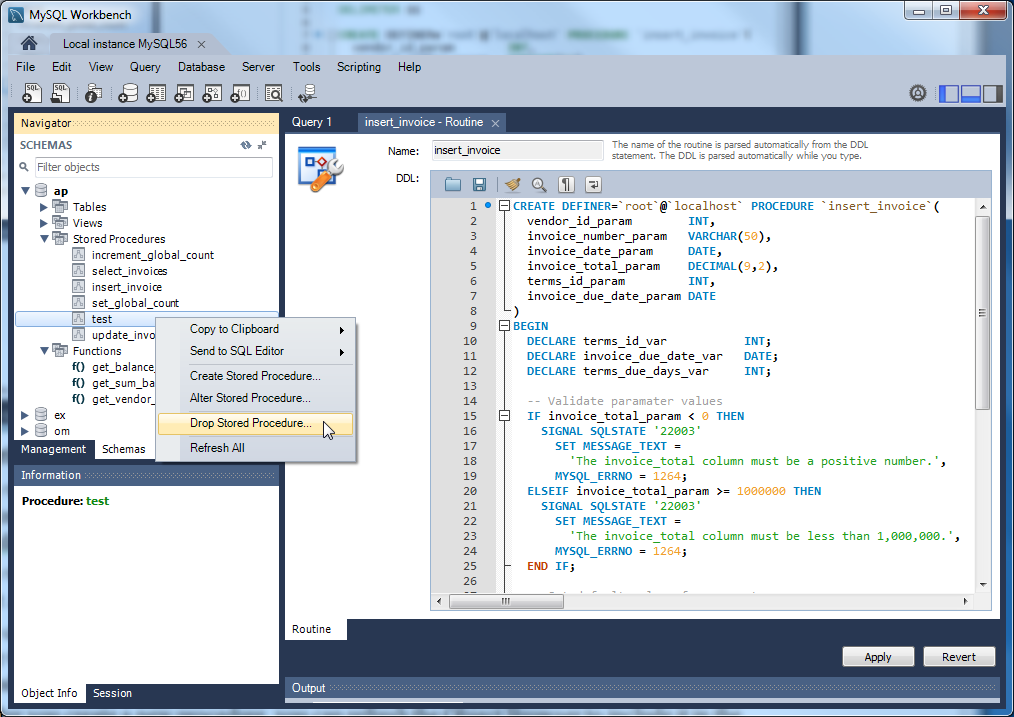 MySQL Workbench
Local instance MySQL56
File Edit View Query Database Server Tools Scripting Help
Navigator
SCHEMAS
Filter objects
ap
Tables
Views
Stored Procedures
increment_global_count
select_invoices
insert_invoice
set_global_count
test
update_invo
Functions
get_balance_
get_sum_ba
get_vendor_
ex
om
Management Schemas
Information
Procedure: test
Object Info Session
Copy to Clipboard
Send to SQL Editor
Create Stored Procedure...
Alter Stored Procedure...
Drop Stored Procedure...
Refresh All
Query 1 insert_invoice - Routine
Name: insert_invoice
The name of the routine is parsed automatically from the DDL
statement. The DDL is parsed automatically while you type.
DDL:
1 CREATE DEFINER=`root`@`localhost` PROCEDURE `insert_invoice`(
2 vendor_id_param INT,
3 invoice_number_param VARCHAR(50),
4 invoice_date_param DATE,
5 invoice_total_param DECIMAL(9,2),
6 terms_id_param INT,
7 invoice_due_date_param DATE
8 )
9 BEGIN
10 DECLARE terms_id_var INT;
11 DECLARE invoice_due_date_var DATE;
12 DECLARE terms_due_days_var INT;
13
14 -- Validate paramater values
15 IF invoice_total_param < 0 THEN
16 SIGNAL SQLSTATE '22003'
17 SET MESSAGE_TEXT =
18 'The invoice_total column must be a positive number.',
19 MYSQL_ERRNO = 1264;
20 ELSEIF invoice_total_param >= 1000000 THEN
21 SIGNAL SQLSTATE '22003'
22 SET MESSAGE_TEXT =
23 'The invoice_total column must be less than 1,000,000.',
24 MYSQL_ERRNO = 1264;
25 END IF;
26
Routine
Apply Revert
Output